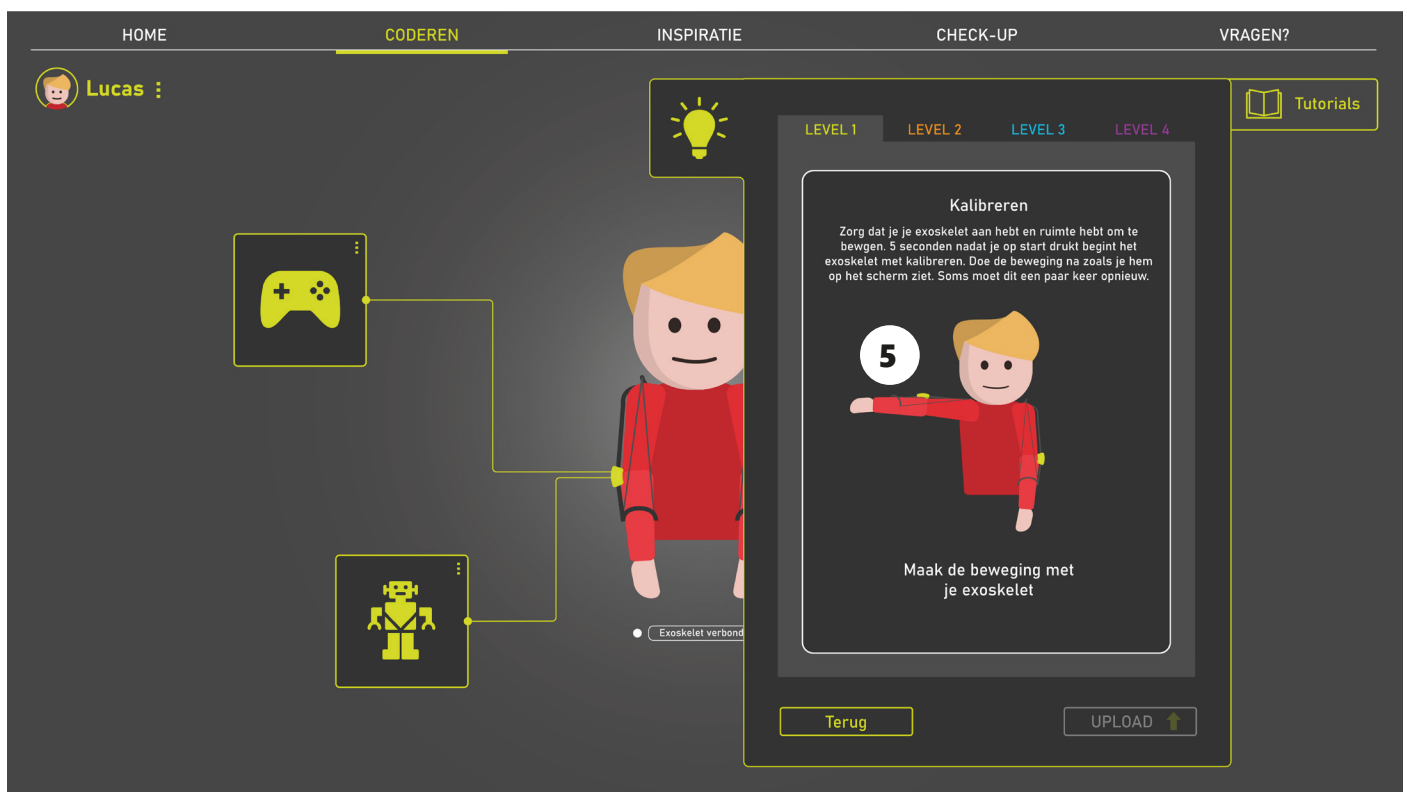 HOME
CODEREN
INSPIRATIE
CHECK-UP
VRAGEN?
Lucas
Tutorials
LEVEL 1
LEVEL 2
LEVEL 3
LEVEL 4
Kalibreren
Zorg dat je je exoskelet aan hebt en ruimte hebt om te
bewgen. 5 seconden nadat je op start drukt begint het
exoskelet met kalibreren. Doe de beweging na zoals je hem
op het scherm ziet. Soms moet dit een paar keer opnieuw.
5
Maak de beweging met
je exoskelet
Exoskelet verbond
Terug
UPLOAD